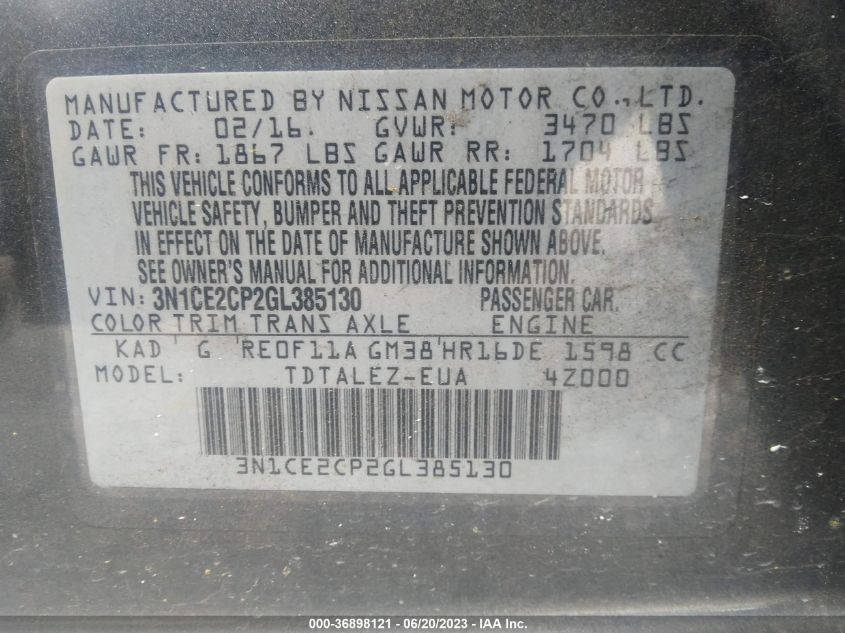 MANUFACTURED BY NISSAN MOTOR CO., LTD.
DATE: 02/16. GVWR: 3470 LBS
GAWR FR: 1867 LBS GAWR RR: 1704 LBS
THIS VEHICLE CONFORMS TO ALL APPLICABLE FEDERAL MOTOR
VEHICLE SAFETY, BUMPER AND THEFT PREVENTION STANDARDS
IN EFFECT ON THE DATE OF MANUFACTURE SHOWN ABOVE.
SEE OWNER'S MANUAL FOR ADDITIONAL INFORMATION.
VIN: 3N1CE2CP2GL385130 PASSENGER CAR.
COLOR TRIM TRANS AXLE ENGINE
KAD G RE0F11A GM38 HR16DE 1598 CC
MODEL: TDTALEZ-EUA 4Z000
3N1CE2CP2GL385130
000-36898121 - 06/20/2023 - IAA Inc.